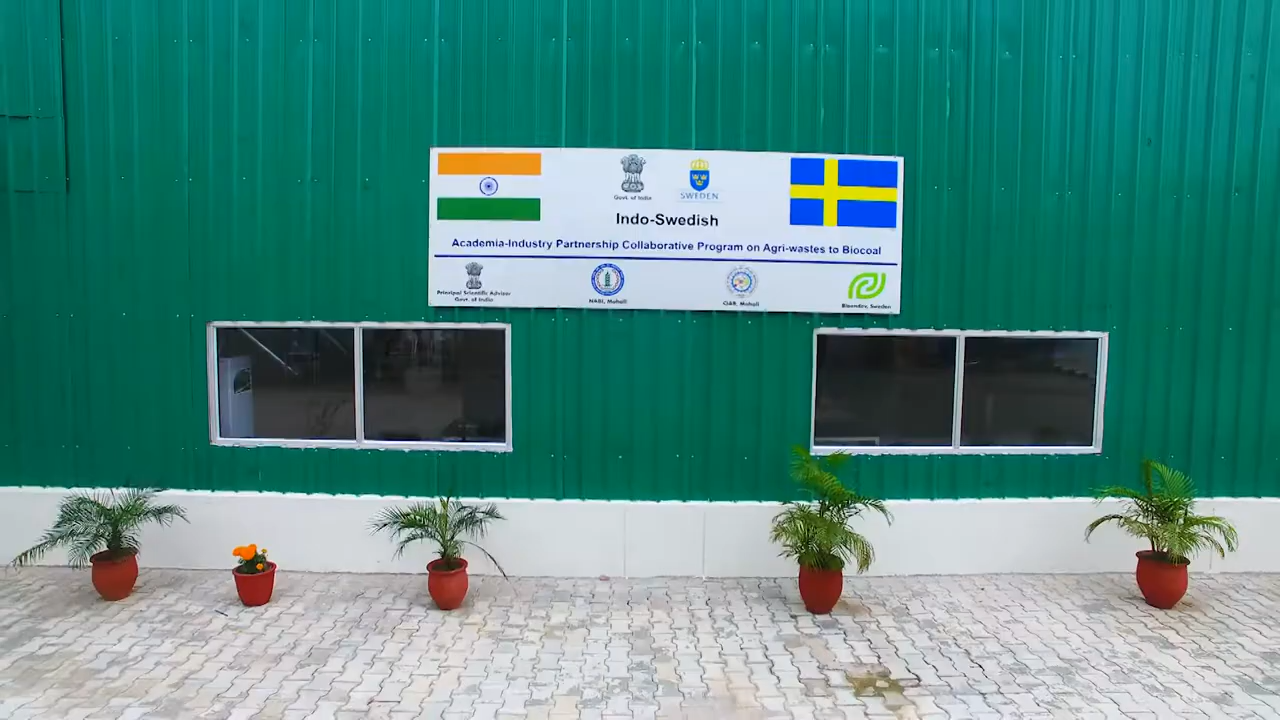 Govt. of India
SWEDEN
Indo-Swedish
Academia-Industry Partnership Collaborative Program on Agri-wastes to Biocoal
Principal Scientific Advisor
Govt. of India
NABI, Mohali
CIAB, Mohali
Bioendev, Sweden